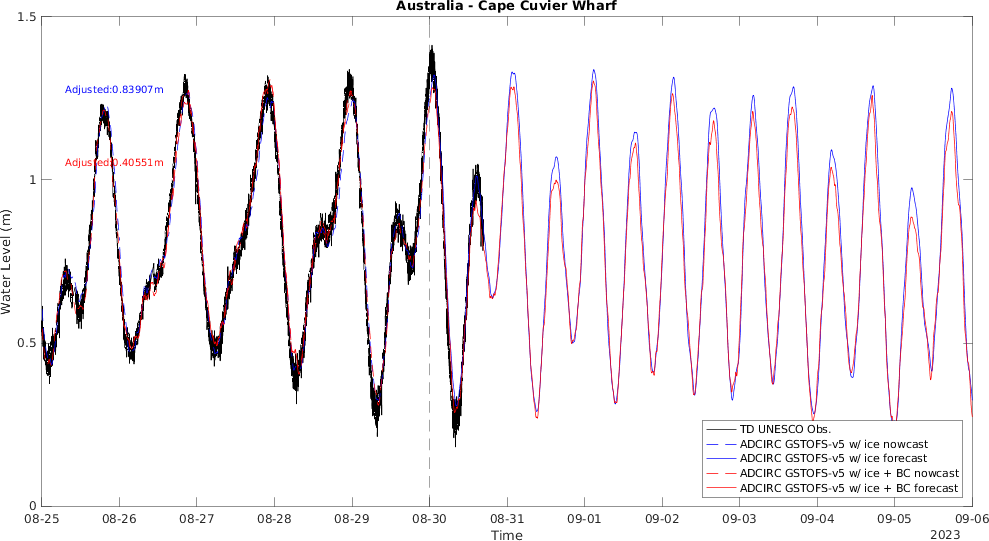 Australia - Cape Cuvier Wharf
Water Level (m)
1.5
1
0.5
0
Adjusted:0.83907m
Adjusted:0.40551m
TD UNESCO Obs.
ADCIRC GSTOFS-v5 w/ ice nowcast
ADCIRC GSTOFS-v5 w/ ice forecast
ADCIRC GSTOFS-v5 w/ ice + BC nowcast
ADCIRC GSTOFS-v5 w/ ice + BC forecast
08-25 08-26 08-27 08-28 08-29 08-30 08-31 09-01 09-02 09-03 09-04 09-05 09-06
Time
2023